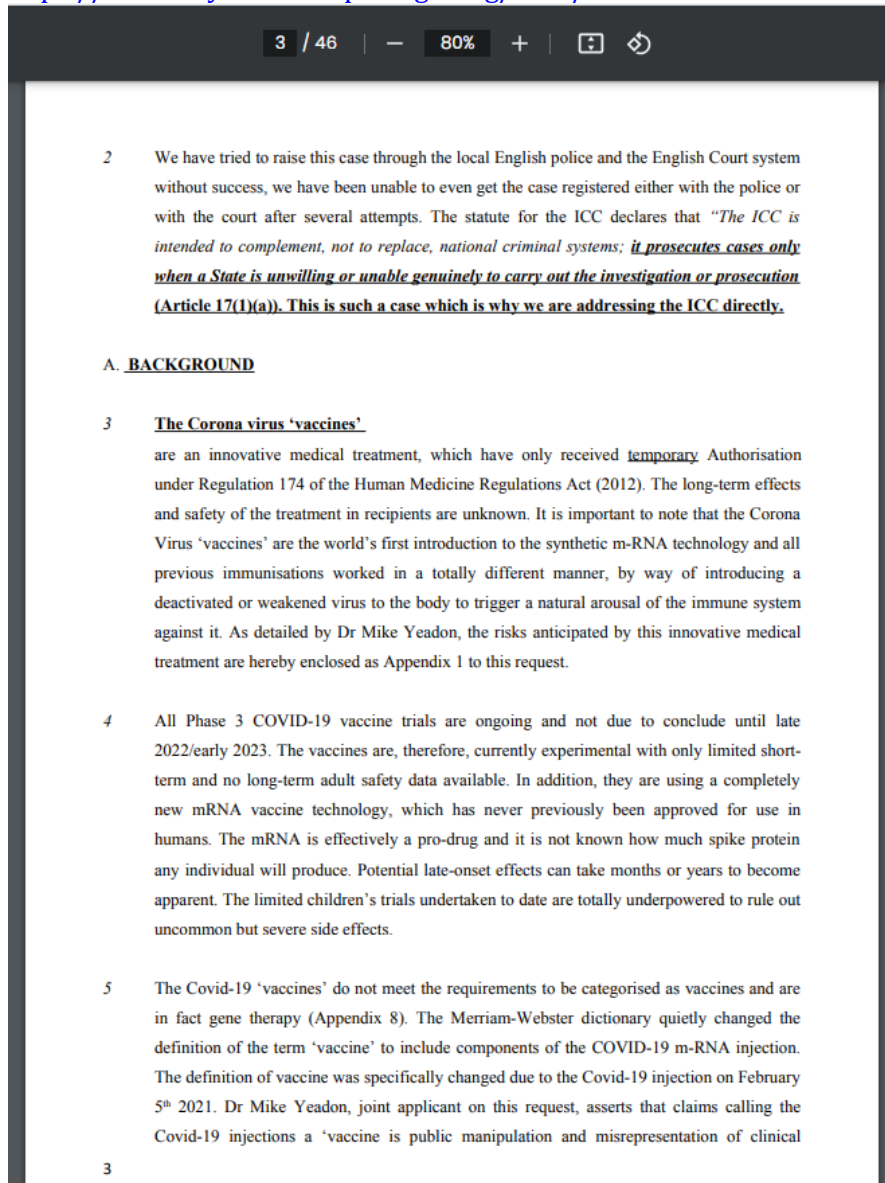 3 / 46 | — 80% + |
2 We have tried to raise this case through the local English police and the English Court system
without success, we have been unable to even get the case registered either with the police or
with the court after several attempts. The statute for the ICC declares that “The ICC is
intended to complement, not to replace, national criminal systems; it prosecutes cases only
when a State is unwilling or unable genuinely to carry out the investigation or prosecution
(Article 17(1)(a)). This is such a case which is why we are addressing the ICC directly.
A. BACKGROUND
3 The Corona virus ‘vaccines’
are an innovative medical treatment, which have only received temporary Authorisation
under Regulation 174 of the Human Medicine Regulations Act (2012). The long-term effects
and safety of the treatment in recipients are unknown. It is important to note that the Corona
Virus ‘vaccines’ are the world’s first introduction to the synthetic m-RNA technology and all
previous immunisations worked in a totally different manner, by way of introducing a
deactivated or weakened virus to the body to trigger a natural arousal of the immune system
against it. As detailed by Dr Mike Yeadon, the risks anticipated by this innovative medical
treatment are hereby enclosed as Appendix 1 to this request.
4 All Phase 3 COVID-19 vaccine trials are ongoing and not due to conclude until late
2022/early 2023. The vaccines are, therefore, currently experimental with only limited short-
term and no long-term adult safety data available. In addition, they are using a completely
new mRNA vaccine technology, which has never previously been approved for use in
humans. The mRNA is effectively a pro-drug and it is not known how much spike protein
any individual will produce. Potential late-onset effects can take months or years to become
apparent. The limited children’s trials undertaken to date are totally underpowered to rule out
uncommon but severe side effects.
5 The Covid-19 ‘vaccines’ do not meet the requirements to be categorised as vaccines and are
in fact gene therapy (Appendix 8). The Merriam-Webster dictionary quietly changed the
definition of the term ‘vaccine’ to include components of the COVID-19 m-RNA injection.
The definition of vaccine was specifically changed due to the Covid-19 injection on February
5th 2021. Dr Mike Yeadon, joint applicant on this request, asserts that claims calling the
Covid-19 injections a ‘vaccine is public manipulation and misrepresentation of clinical
3